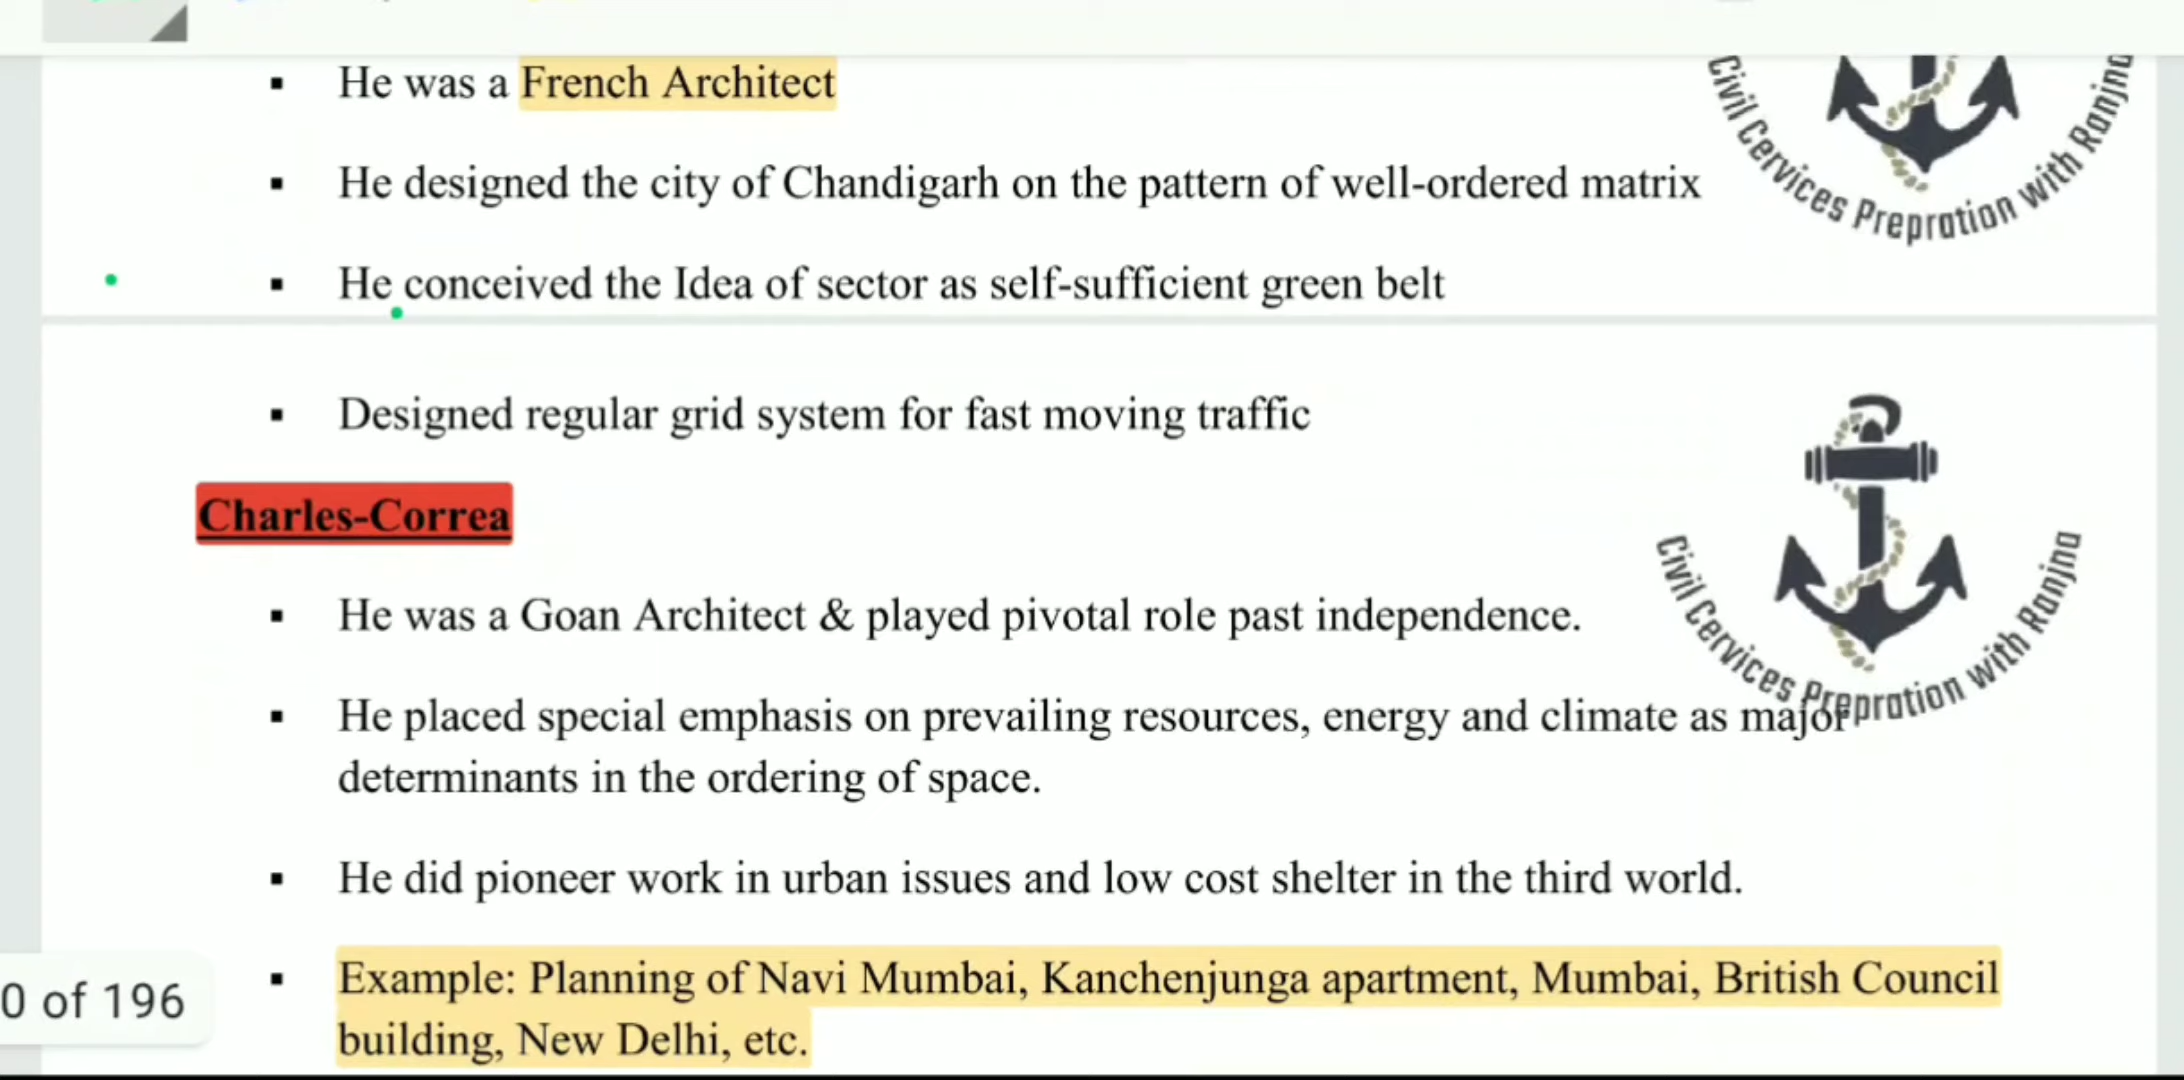 ▪ He was a French Architect
▪ He designed the city of Chandigarh on the pattern of well-ordered matrix
▪ He conceived the Idea of sector as self-sufficient green belt
Civil Cervices Prepration with Ranjna
▪ Designed regular grid system for fast moving traffic
Charles-Correa
▪ He was a Goan Architect & played pivotal role past independence.
▪ He placed special emphasis on prevailing resources, energy and climate as major
determinants in the ordering of space.
Civil Cervices Prepration with Ranjna
▪ He did pioneer work in urban issues and low cost shelter in the third world.
▪ Example: Planning of Navi Mumbai, Kanchenjunga apartment, Mumbai, British Council
building, New Delhi, etc.
0 of 196